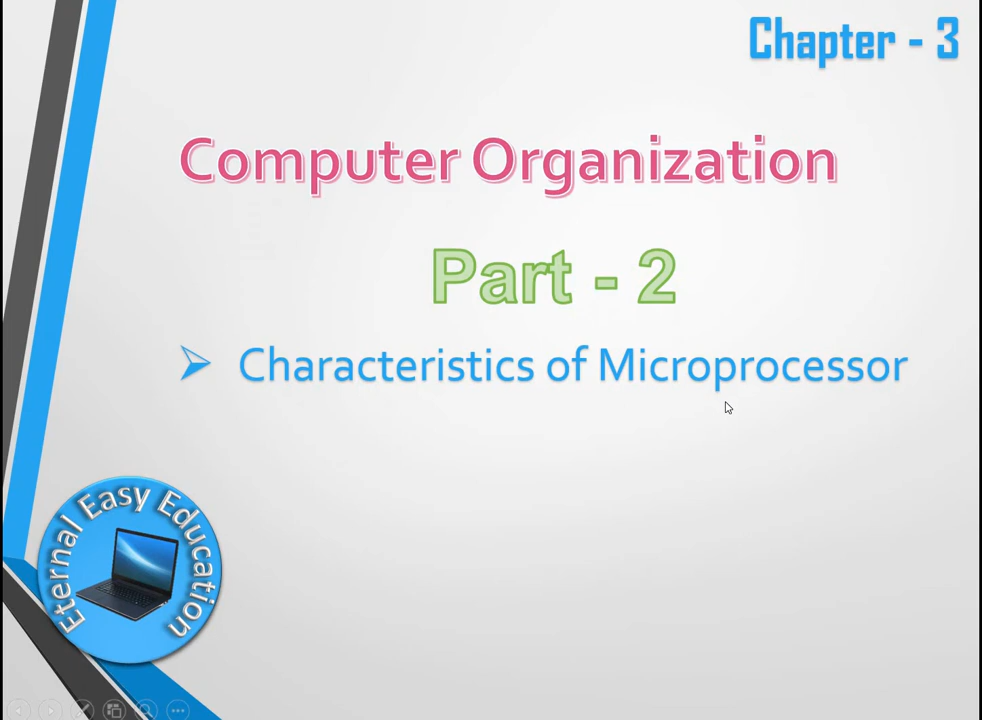 Chapter - 3
Computer Organization
Part - 2
➢ Characteristics of Microprocessor
Eternal Easy Education